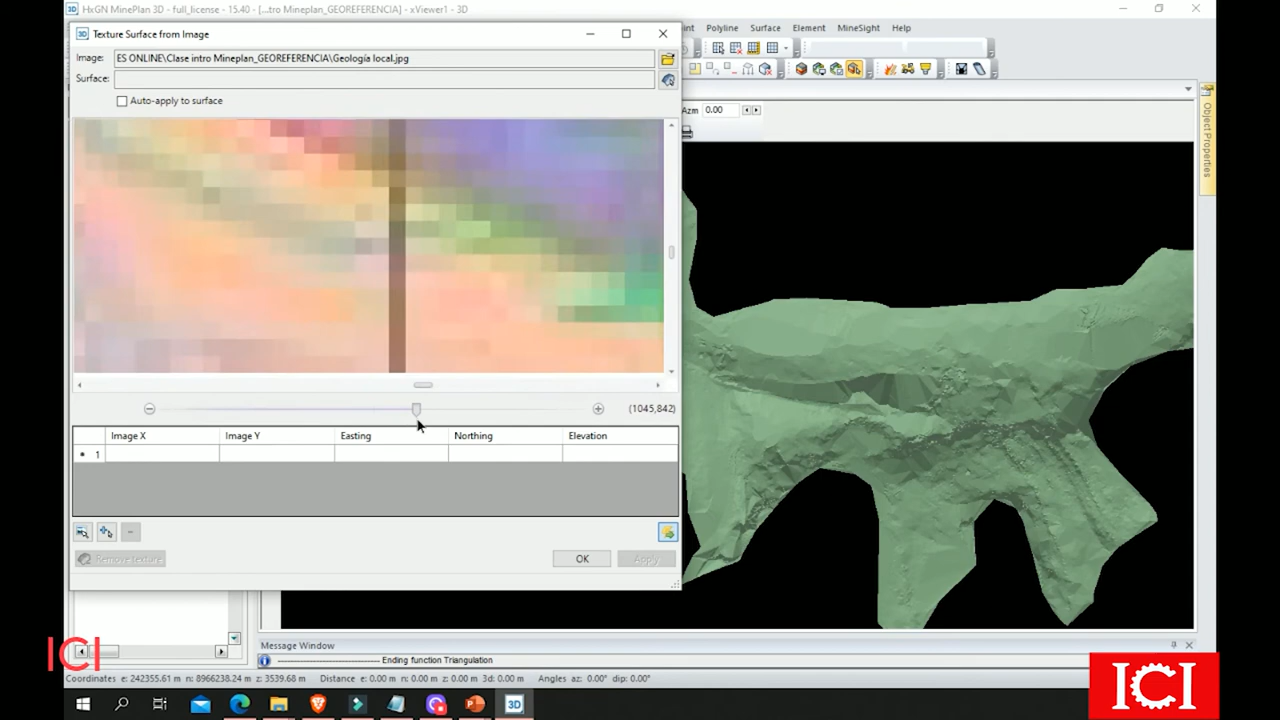 HxGN MinePlan 3D - full_license - 15.40 - [...tro Mineplan_GEOREFERENCIA] - xViewer1 - 3D
Texture Surface from Image
Polyline Surface Element MineSight Help
Image: ES ONLINE\Clase intro Mineplan_GEOREFERENCIA\Geología local.jpg
Surface:
Auto-apply to surface
Azm 0.00
Object Properties
(1045,842)
Image X Image Y Easting Northing Elevation
* 1
Remove texture OK Apply
Message Window
Ending function Triangulation
Coordinates e: 242355.61 m n: 8966238.24 m z: 3539.68 m Distance e: 0.00 m n: 0.00 m z: 0.00 m 3d: 0.00 m Angles az: 0.00° dip: 0.00°
ICI
ICI
3D